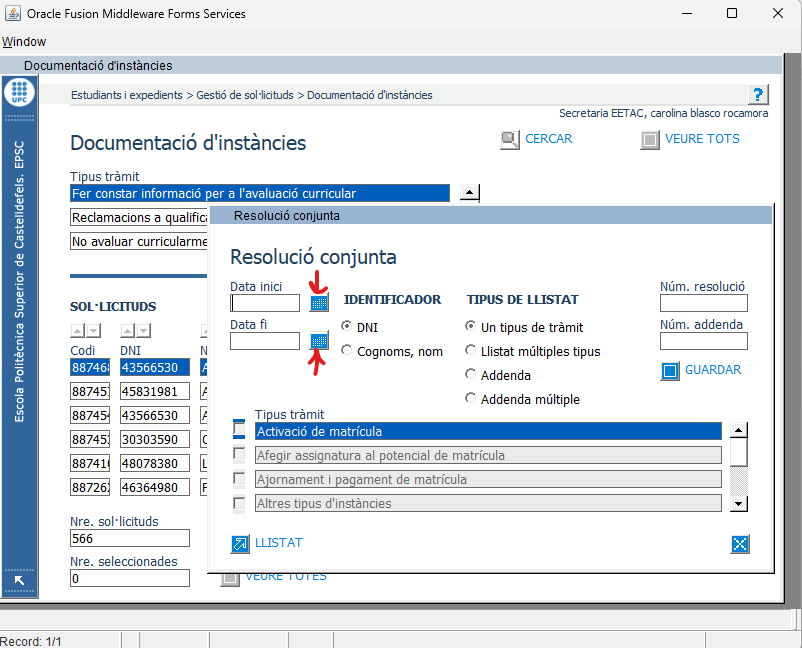 Oracle Fusion Middleware Forms Services
Window
Documentació d'instàncies
UPC
Escola Politècnica Superior de Castelldefels. EPSC
Estudiants i expedients > Gestió de sol·licituds > Documentació d'instàncies
?
Secretaria EETAC, carolina blasco rocamora
Documentació d'instàncies
CERCAR
VEURE TOTS
Tipus tràmit
Fer constar informació per a l'avaluació curricular
Reclamacions a qualifica
No avaluar curricularme
SOL·LICITUDS
Codi DNI N
88746 43566530 A
88745 45831981 A
88745 43566530 A
88745 30303590 C
88741 48078380 L
88726 46364980 F
Nre. sol·licituds
566
Nre. seleccionades
0
VEURE TOTES
Resolució conjunta
Resolució conjunta
Data inici
Data fi
IDENTIFICADOR
DNI
Cognoms, nom
TIPUS DE LLISTAT
Un tipus de tràmit
Llistat múltiples tipus
Addenda
Addenda múltiple
Núm. resolució
Núm. addenda
GUARDAR
Tipus tràmit
Activació de matrícula
Afegir assignatura al potencial de matrícula
Ajornament i pagament de matrícula
Altres tipus d'instàncies
LLISTAT
Record: 1/1